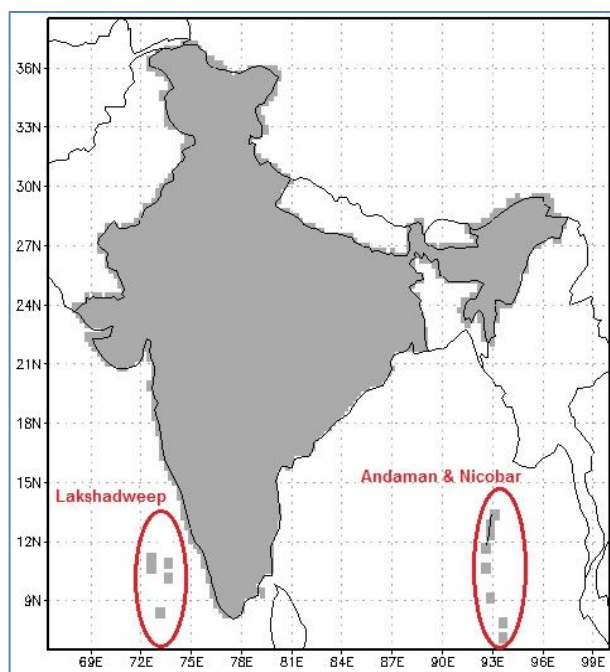 36N
33N
30N
27N
24N
21N
18N
15N
12N
9N
Andaman & Nicobar
Lakshadweep
69E 72E 75E 78E 81E 84E 87E 90E 93E 96E 99E